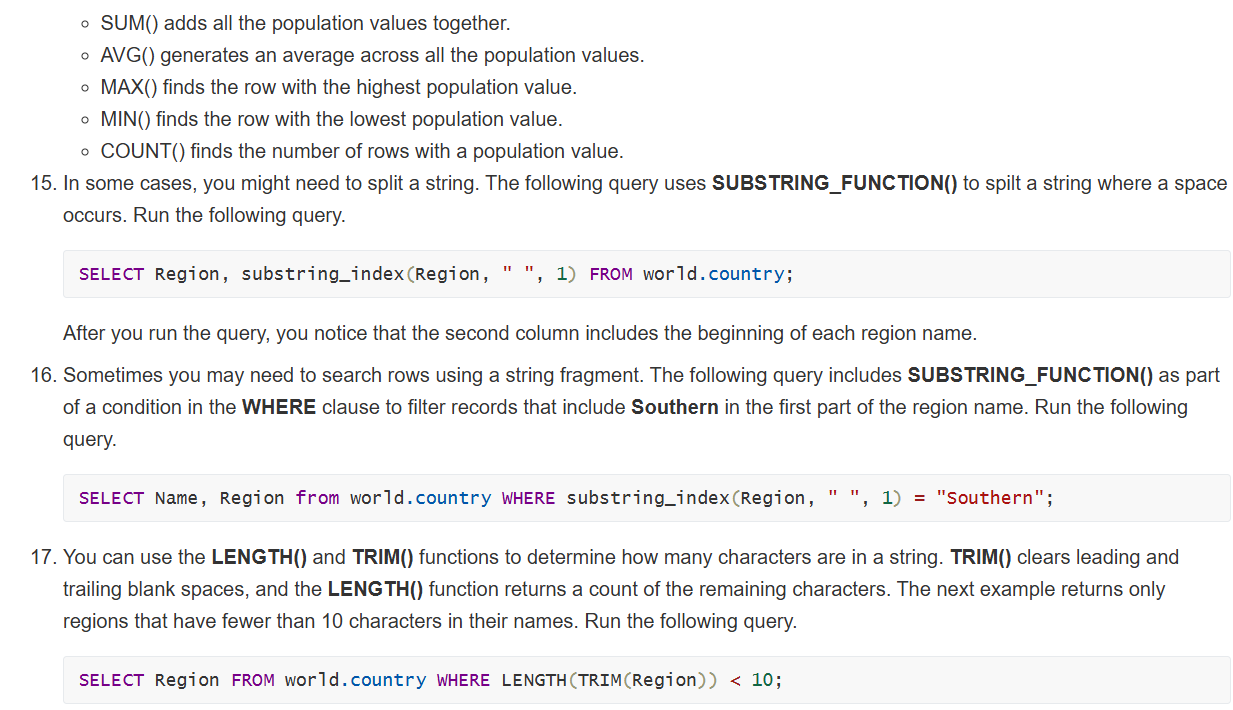 SUM() adds all the population values together.
AVG() generates an average across all the population values.
MAX() finds the row with the highest population value.
MIN() finds the row with the lowest population value.
COUNT() finds the number of rows with a population value.
15. In some cases, you might need to split a string. The following query uses SUBSTRING_FUNCTION() to spilt a string where a space
occurs. Run the following query.
SELECT Region, substring_index(Region, " ", 1) FROM world.country;
After you run the query, you notice that the second column includes the beginning of each region name.
16. Sometimes you may need to search rows using a string fragment. The following query includes SUBSTRING_FUNCTION() as part
of a condition in the WHERE clause to filter records that include Southern in the first part of the region name. Run the following
query.
SELECT Name, Region from world.country WHERE substring_index(Region, " ", 1) = "Southern";
17. You can use the LENGTH() and TRIM() functions to determine how many characters are in a string. TRIM() clears leading and
trailing blank spaces, and the LENGTH() function returns a count of the remaining characters. The next example returns only
regions that have fewer than 10 characters in their names. Run the following query.
SELECT Region FROM world.country WHERE LENGTH(TRIM(Region)) < 10;